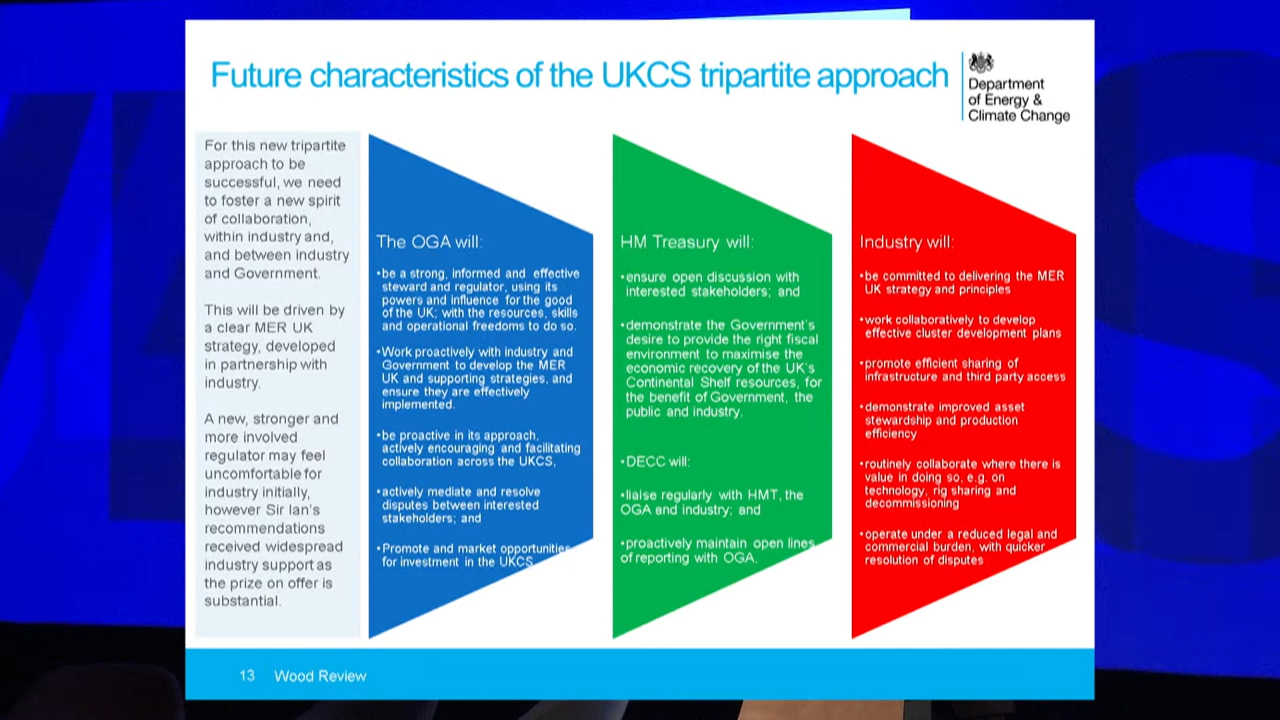 Future characteristics of the UKCS tripartite approach
Department
of Energy &
Climate Change
For this new tripartite
approach to be
successful, we need
to foster a new spirit
of collaboration,
within industry and,
and between industry
and Government.
This will be driven by
a clear MER UK
strategy, developed
in partnership with
industry.
A new, stronger and
more involved
regulator may feel
uncomfortable for
industry initially,
however Sir Ian's
recommendations
received widespread
industry support as
the prize on offer is
substantial.
The OGA will:
•be a strong, informed and effective
steward and regulator, using its
powers and influence for the good
of the UK; with the resources, skills
and operational freedoms to do so.
•Work proactively with industry and
Government to develop the MER
UK and supporting strategies, and
ensure they are effectively
implemented.
•be proactive in its approach,
actively encouraging and facilitating
collaboration across the UKCS,
•actively mediate and resolve
disputes between interested
stakeholders; and
•Promote and market opportunities
for investment in the UKCS
HM Treasury will:
•ensure open discussion with
interested stakeholders; and
•demonstrate the Government's
desire to provide the right fiscal
environment to maximise the
economic recovery of the UK's
Continental Shelf resources, for
the benefit of Government, the
public and industry.
•DECC will:
•liaise regularly with HMT, the
OGA and industry; and
•proactively maintain open lines
of reporting with OGA.
Industry will:
•be committed to delivering the MER
UK strategy and principles
•work collaboratively to develop
effective cluster development plans
•promote efficient sharing of
infrastructure and third party access
•demonstrate improved asset
stewardship and production
efficiency
•routinely collaborate where there is
value in doing so, e.g. on
technology, rig sharing and
decommissioning
•operate under a reduced legal and
commercial burden, with quicker
resolution of disputes
13 Wood Review